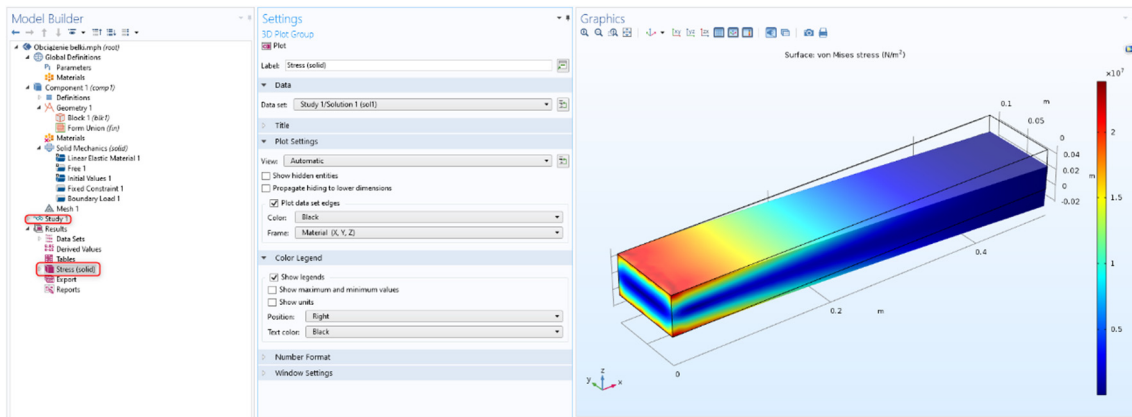 Model Builder
Obciążenie belki.mph (root)
Global Definitions
Pi Parameters
Materials
Component 1 (comp1)
Definitions
Geometry 1
Block 1 (blk1)
Form Union (fin)
Materials
Solid Mechanics (solid)
Linear Elastic Material 1
Free 1
Initial Values 1
Fixed Constraint 1
Boundary Load 1
Mesh 1
Study 1
Results
Data Sets
Derived Values
Tables
Stress (solid)
Export
Reports
Settings
3D Plot Group
Plot
Label: Stress (solid)
Data
Data set: Study 1/Solution 1 (sol1)
Title
Plot Settings
View: Automatic
Show hidden entities
Propagate hiding to lower dimensions
Plot data set edges
Color: Black
Frame: Material (X, Y, Z)
Color Legend
Show legends
Show maximum and minimum values
Show units
Position: Right
Text color: Black
Number Format
Window Settings
Graphics
Surface: von Mises stress (N/m²)
×10⁷
0.1 m
0.05
0
0.04
0.02
m
0
-0.02
0.4
0.2 m
0
2
1.5
1
0.5
z
y x